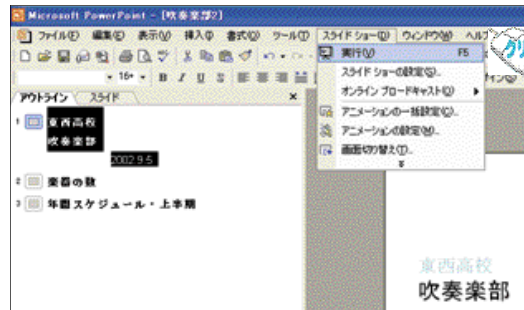 Microsoft PowerPoint - [吹奏楽部2]
ファイル(F) 編集(E) 表示(V) 挿入(I) 書式(O) ツール(T) スライド ショー(D) ウィンドウ(W)
16
B I U S
アウトライン スライド ×
実行(V) F5
スライド ショーの設定(S)...
オンライン ブロードキャスト(O)
アニメーションの一括設定(C)...
アニメーションの設定(M)...
画面切り替え(T)...
1 東西高校
吹奏楽部
2002.9.5
2 楽器の数
3 年間スケジュール・上半期
東西高校
吹奏楽部